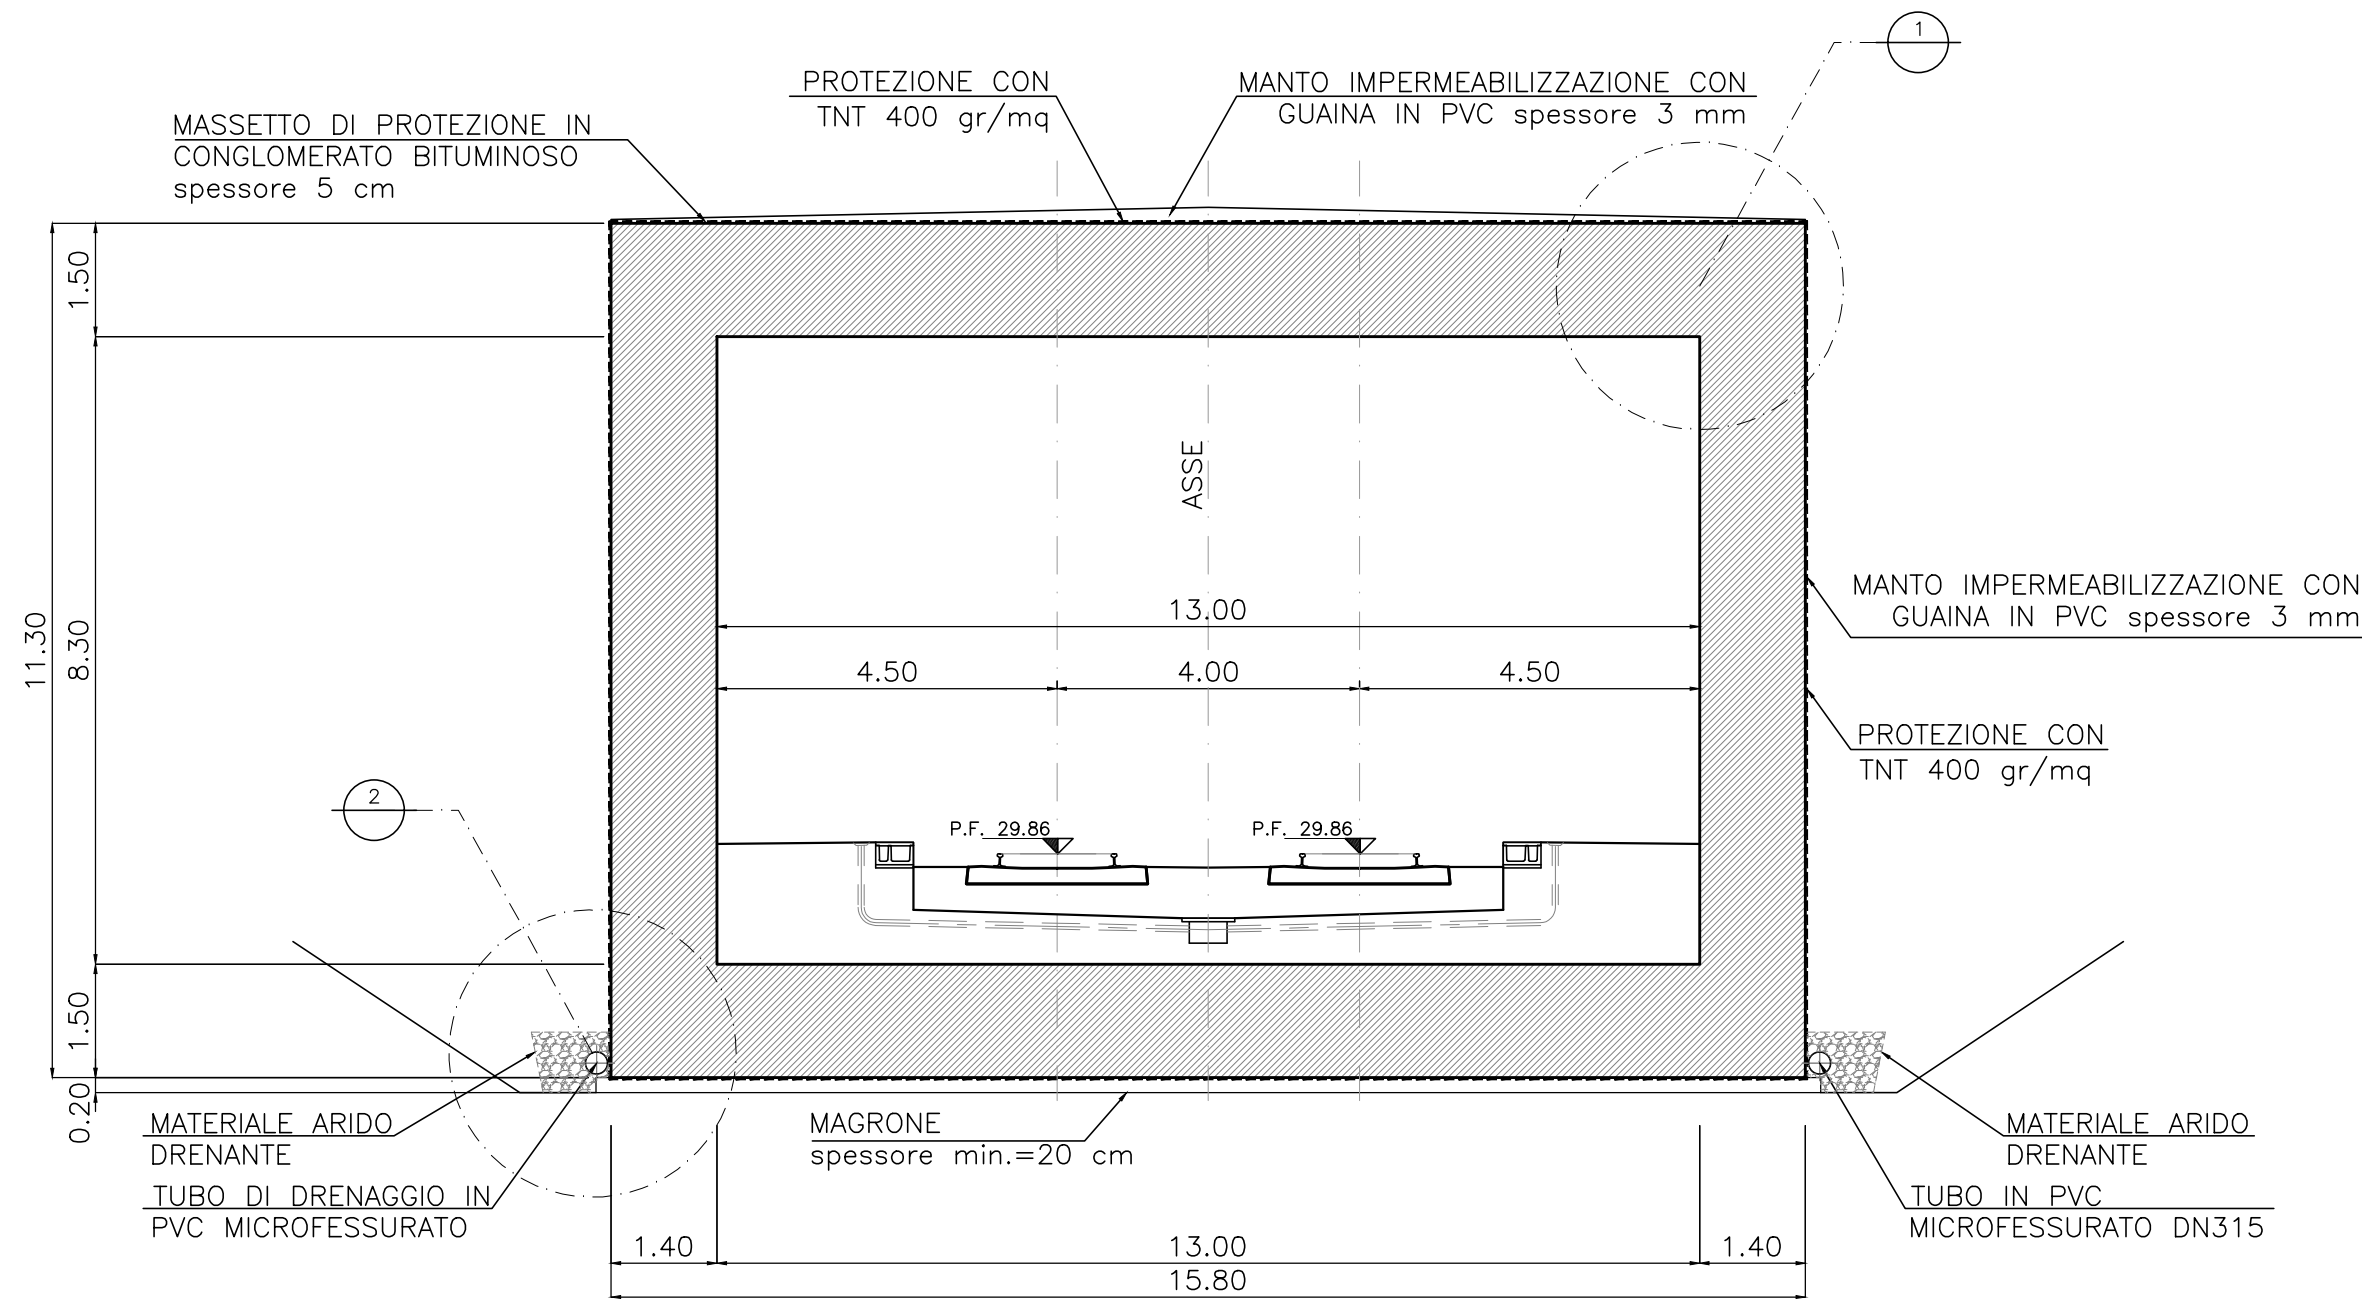 1
PROTEZIONE CON
TNT 400 gr/mq
MANTO IMPERMEABILIZZAZIONE CON
GUAINA IN PVC spessore 3 mm
MASSETTO DI PROTEZIONE IN
CONGLOMERATO BITUMINOSO
spessore 5 cm
1.50
ASSE
11.30
8.30
13.00
4.50
4.00
4.50
MANTO IMPERMEABILIZZAZIONE CON
GUAINA IN PVC spessore 3 mm
PROTEZIONE CON
TNT 400 gr/mq
2
P.F. 29.86
P.F. 29.86
1.50
0.20
MATERIALE ARIDO
DRENANTE
TUBO DI DRENAGGIO IN
PVC MICROFESSURATO
MAGRONE
spessore min.=20 cm
MATERIALE ARIDO
DRENANTE
TUBO IN PVC
MICROFESSURATO DN315
1.40
13.00
1.40
15.80